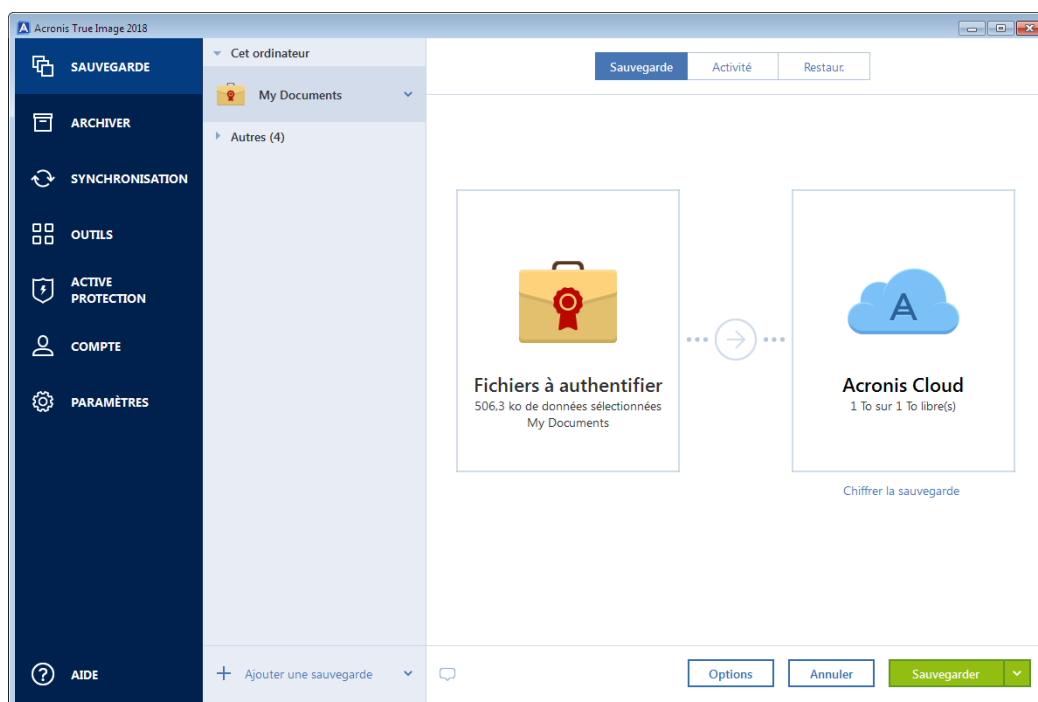 Acronis True Image 2018
SAUVEGARDE
ARCHIVER
SYNCHRONISATION
OUTILS
ACTIVE
PROTECTION
COMPTE
PARAMÈTRES
AIDE
Cet ordinateur
My Documents
Autres (4)
Ajouter une sauvegarde
Sauvegarde
Activité
Restaur.
Fichiers à authentifier
506,3 ko de données sélectionnées
My Documents
Acronis Cloud
1 To sur 1 To libre(s)
Chiffrer la sauvegarde
Options
Annuler
Sauvegarder